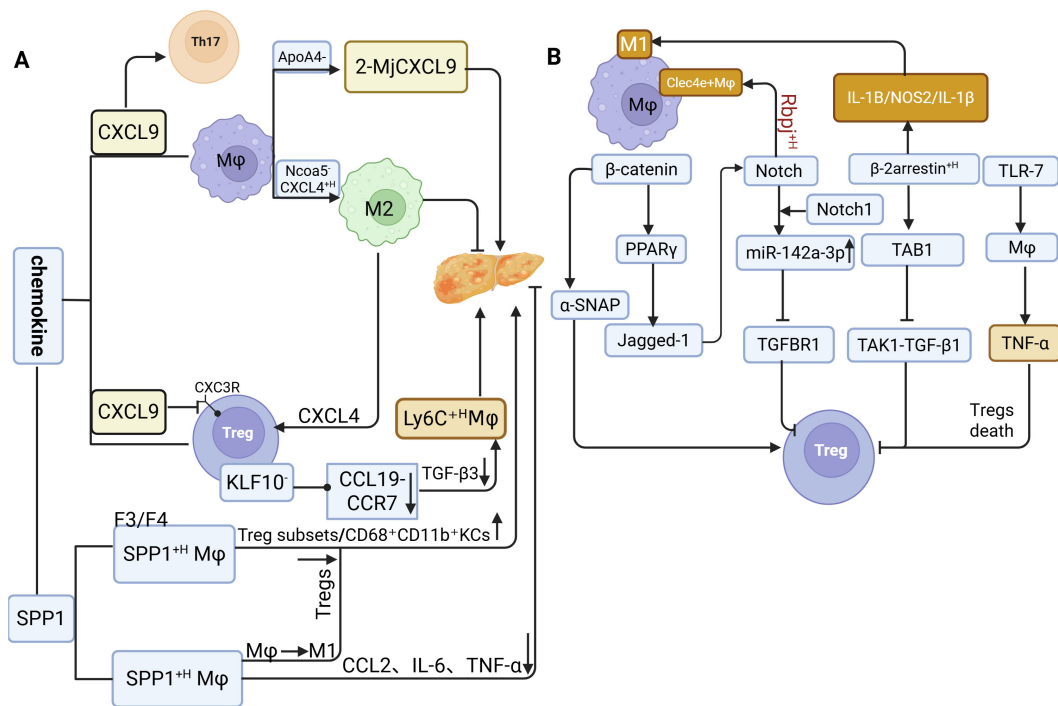 A
Th17
CXCL9
Mφ
ApoA4-
2-MjCXCL9
Ncoa5⁻
CXCL4⁺ᴴ
M2
chemokine
CXCL9
CXC3R
Treg
CXCL4
KLF10⁻
CCL19-
CCR7
TGF-β3
Ly6C⁺ᴴMφ
F3/F4
SPP1⁺ᴴ Mφ
Treg subsets/CD68⁺CD11b⁺KCs
Tregs
SPP1
SPP1⁺ᴴ Mφ
Mφ
M1
CCL2、IL-6、TNF-α
B
M1
Mφ
Clec4e+Mφ
Rbpj⁺ᴴ
IL-1B/NOS2/IL-1β
β-catenin
Notch
β-2arrestin⁺ᴴ
TLR-7
Notch1
PPARγ
miR-142a-3p
TAB1
Mφ
α-SNAP
Jagged-1
TGFBR1
TAK1-TGF-β1
TNF-α
Treg
Tregs
death